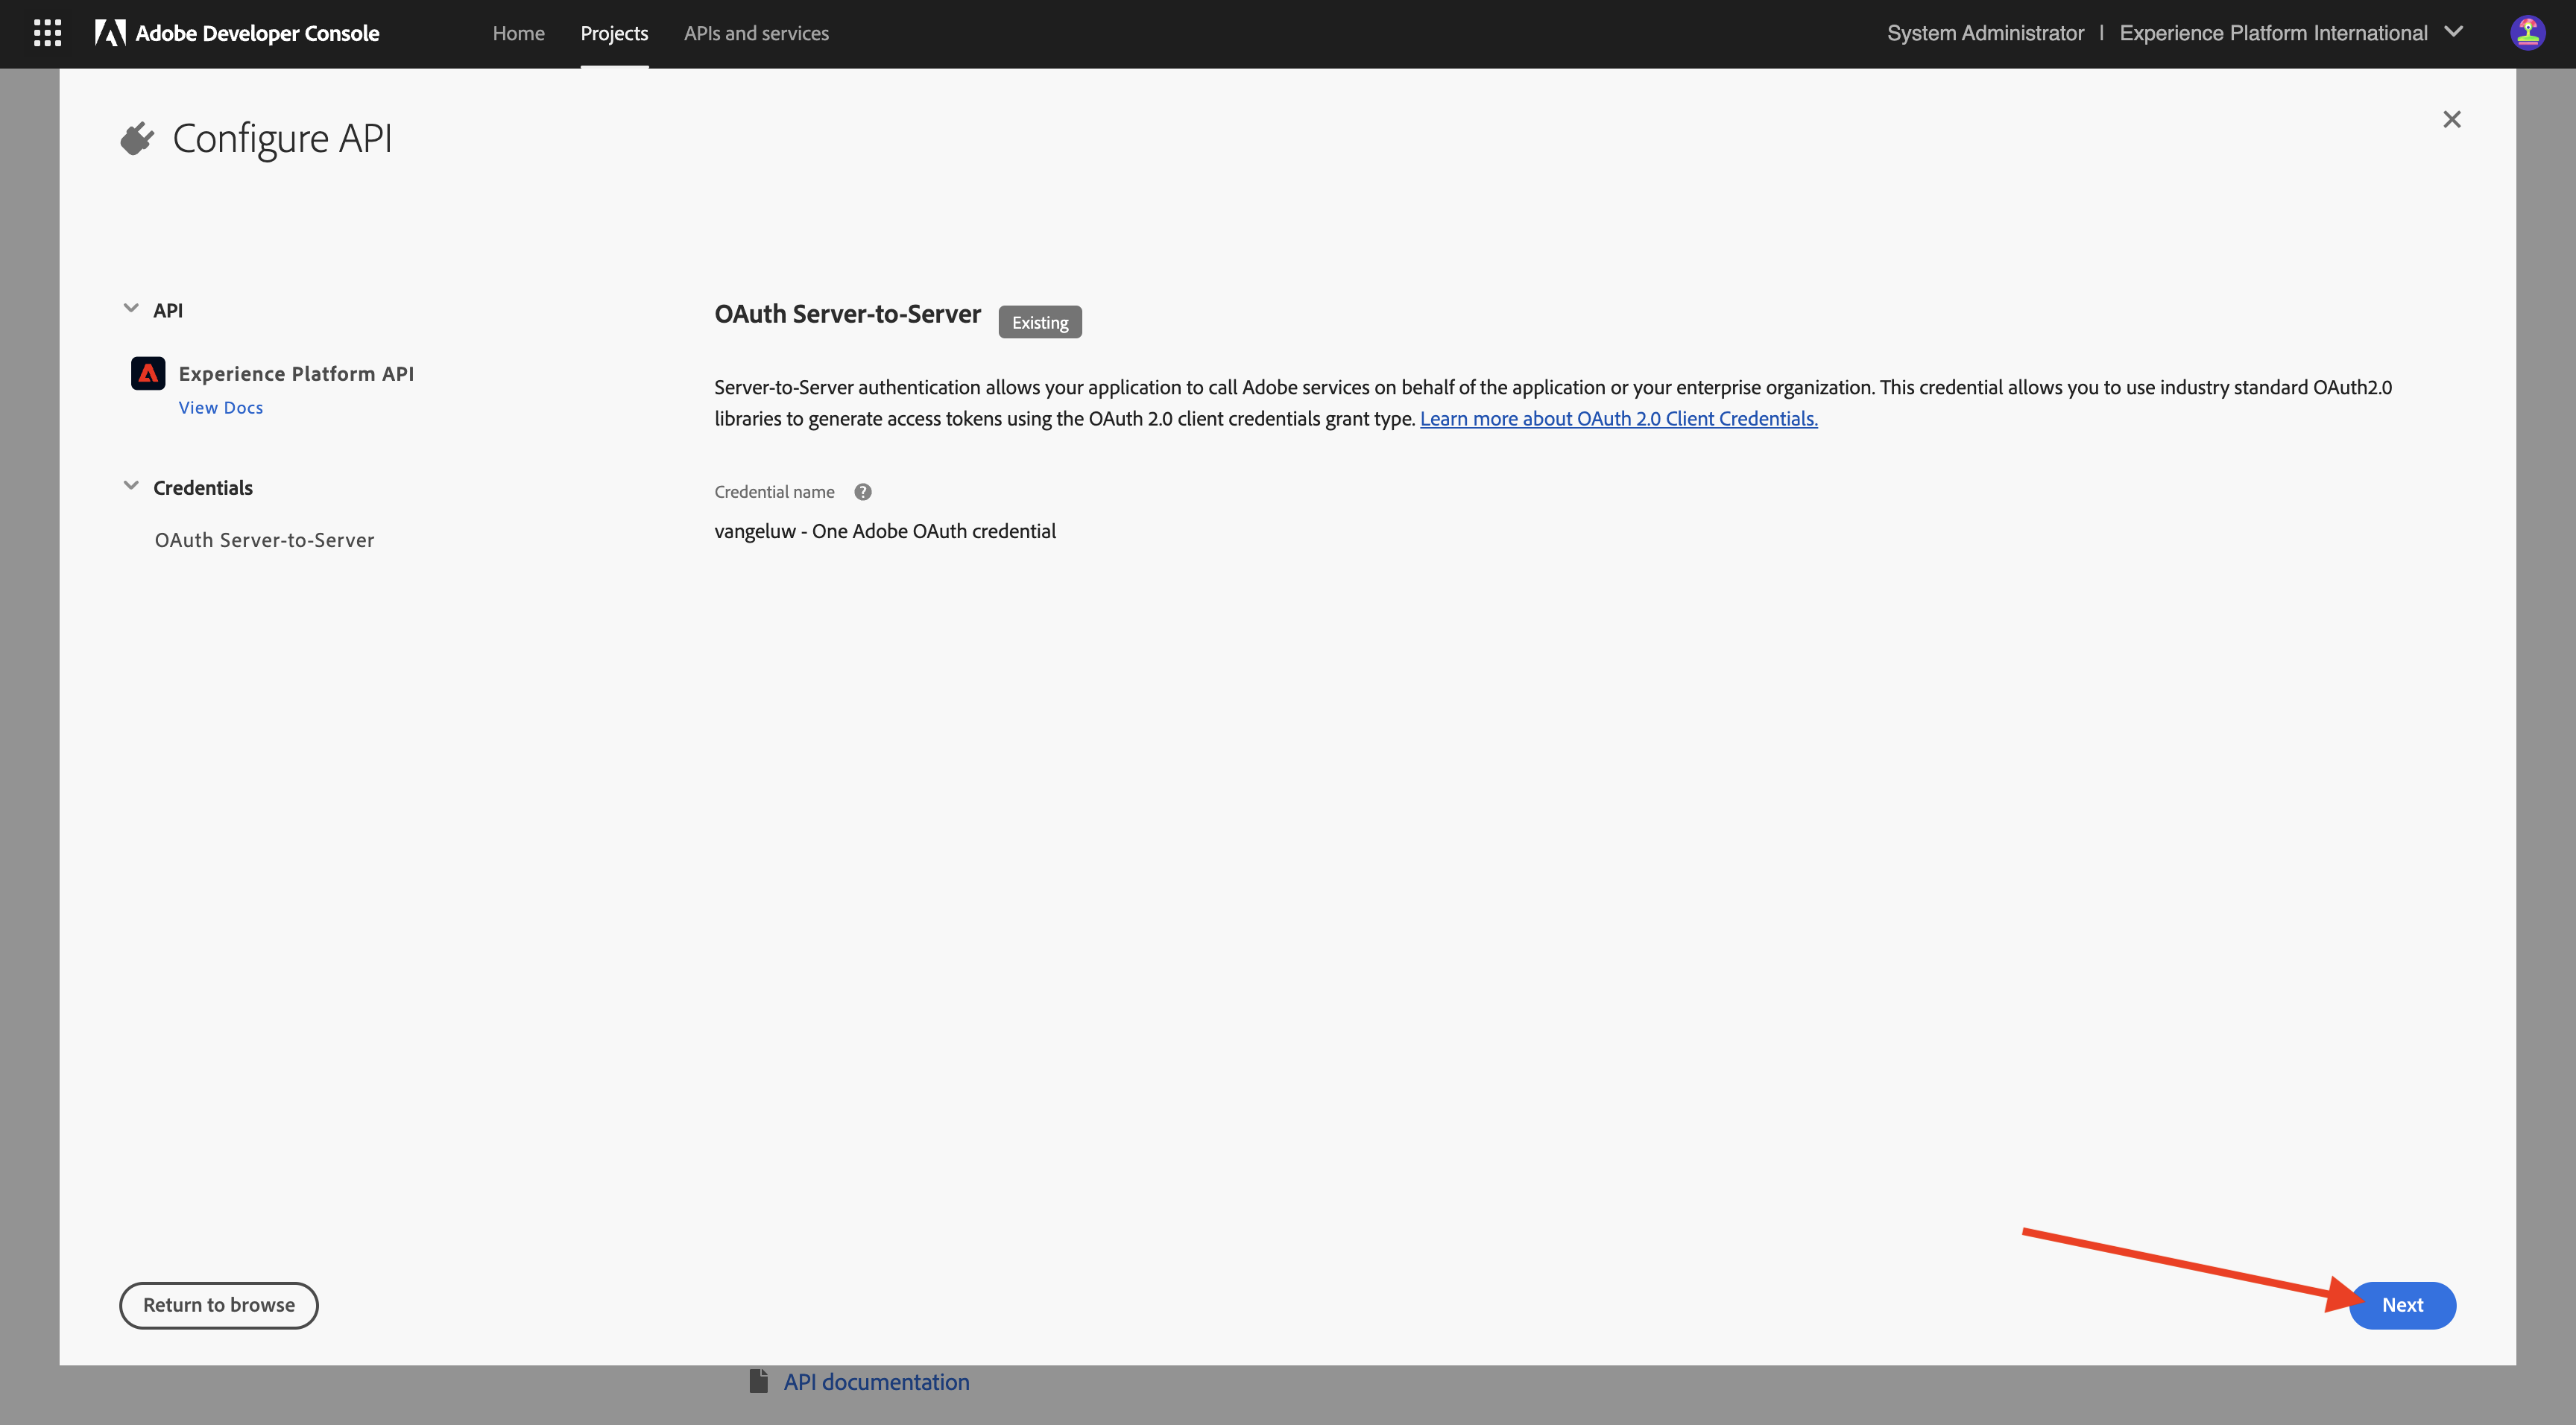 Adobe Developer Console
Home
Projects
APIs and services
System Administrator | Experience Platform International
Configure API
API
Experience Platform API
View Docs
Credentials
OAuth Server-to-Server
OAuth Server-to-Server
Existing
Server-to-Server authentication allows your application to call Adobe services on behalf of the application or your enterprise organization. This credential allows you to use industry standard OAuth2.0
libraries to generate access tokens using the OAuth 2.0 client credentials grant type. Learn more about OAuth 2.0 Client Credentials.
Credential name ?
vangeluw - One Adobe OAuth credential
Return to browse
Next
API documentation